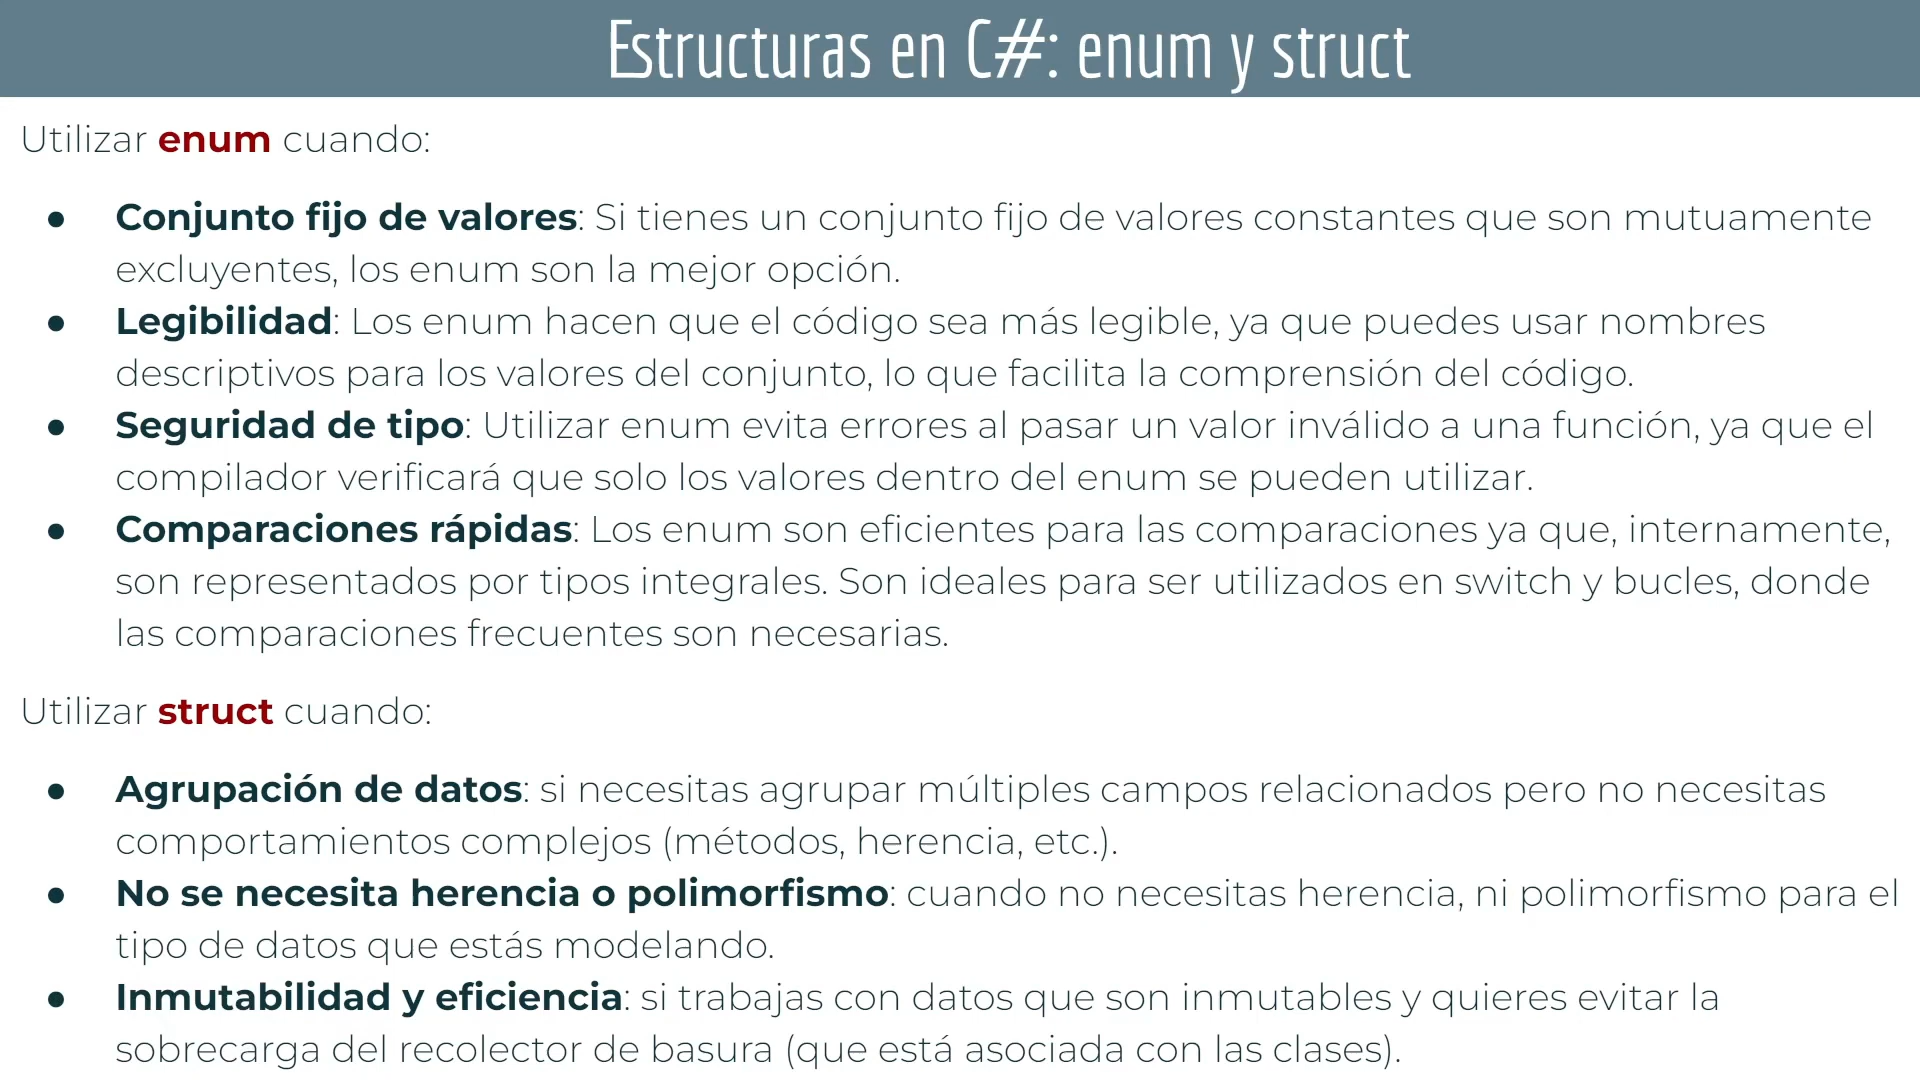 Estructuras en C#: enum y struct
Utilizar enum cuando:
● Conjunto fijo de valores: Si tienes un conjunto fijo de valores constantes que son mutuamente
excluyentes, los enum son la mejor opción.
● Legibilidad: Los enum hacen que el código sea más legible, ya que puedes usar nombres
descriptivos para los valores del conjunto, lo que facilita la comprensión del código.
● Seguridad de tipo: Utilizar enum evita errores al pasar un valor inválido a una función, ya que el
compilador verificará que solo los valores dentro del enum se pueden utilizar.
● Comparaciones rápidas: Los enum son eficientes para las comparaciones ya que, internamente,
son representados por tipos integrales. Son ideales para ser utilizados en switch y bucles, donde
las comparaciones frecuentes son necesarias.
Utilizar struct cuando:
● Agrupación de datos: si necesitas agrupar múltiples campos relacionados pero no necesitas
comportamientos complejos (métodos, herencia, etc.).
● No se necesita herencia o polimorfismo: cuando no necesitas herencia, ni polimorfismo para el
tipo de datos que estás modelando.
● Inmutabilidad y eficiencia: si trabajas con datos que son inmutables y quieres evitar la
sobrecarga del recolector de basura (que está asociada con las clases).